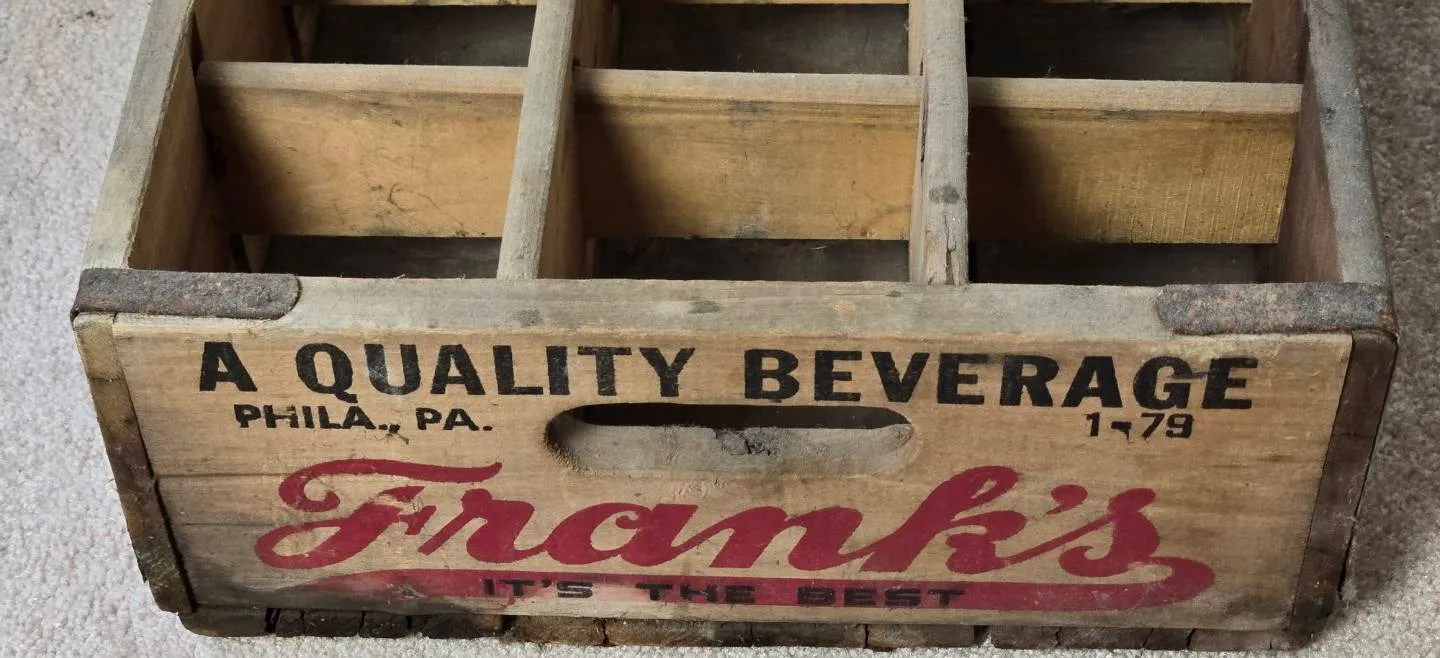 A QUALITY BEVERAGE
PHILA., PA. 1-79
Frank's
IT'S THE BEST